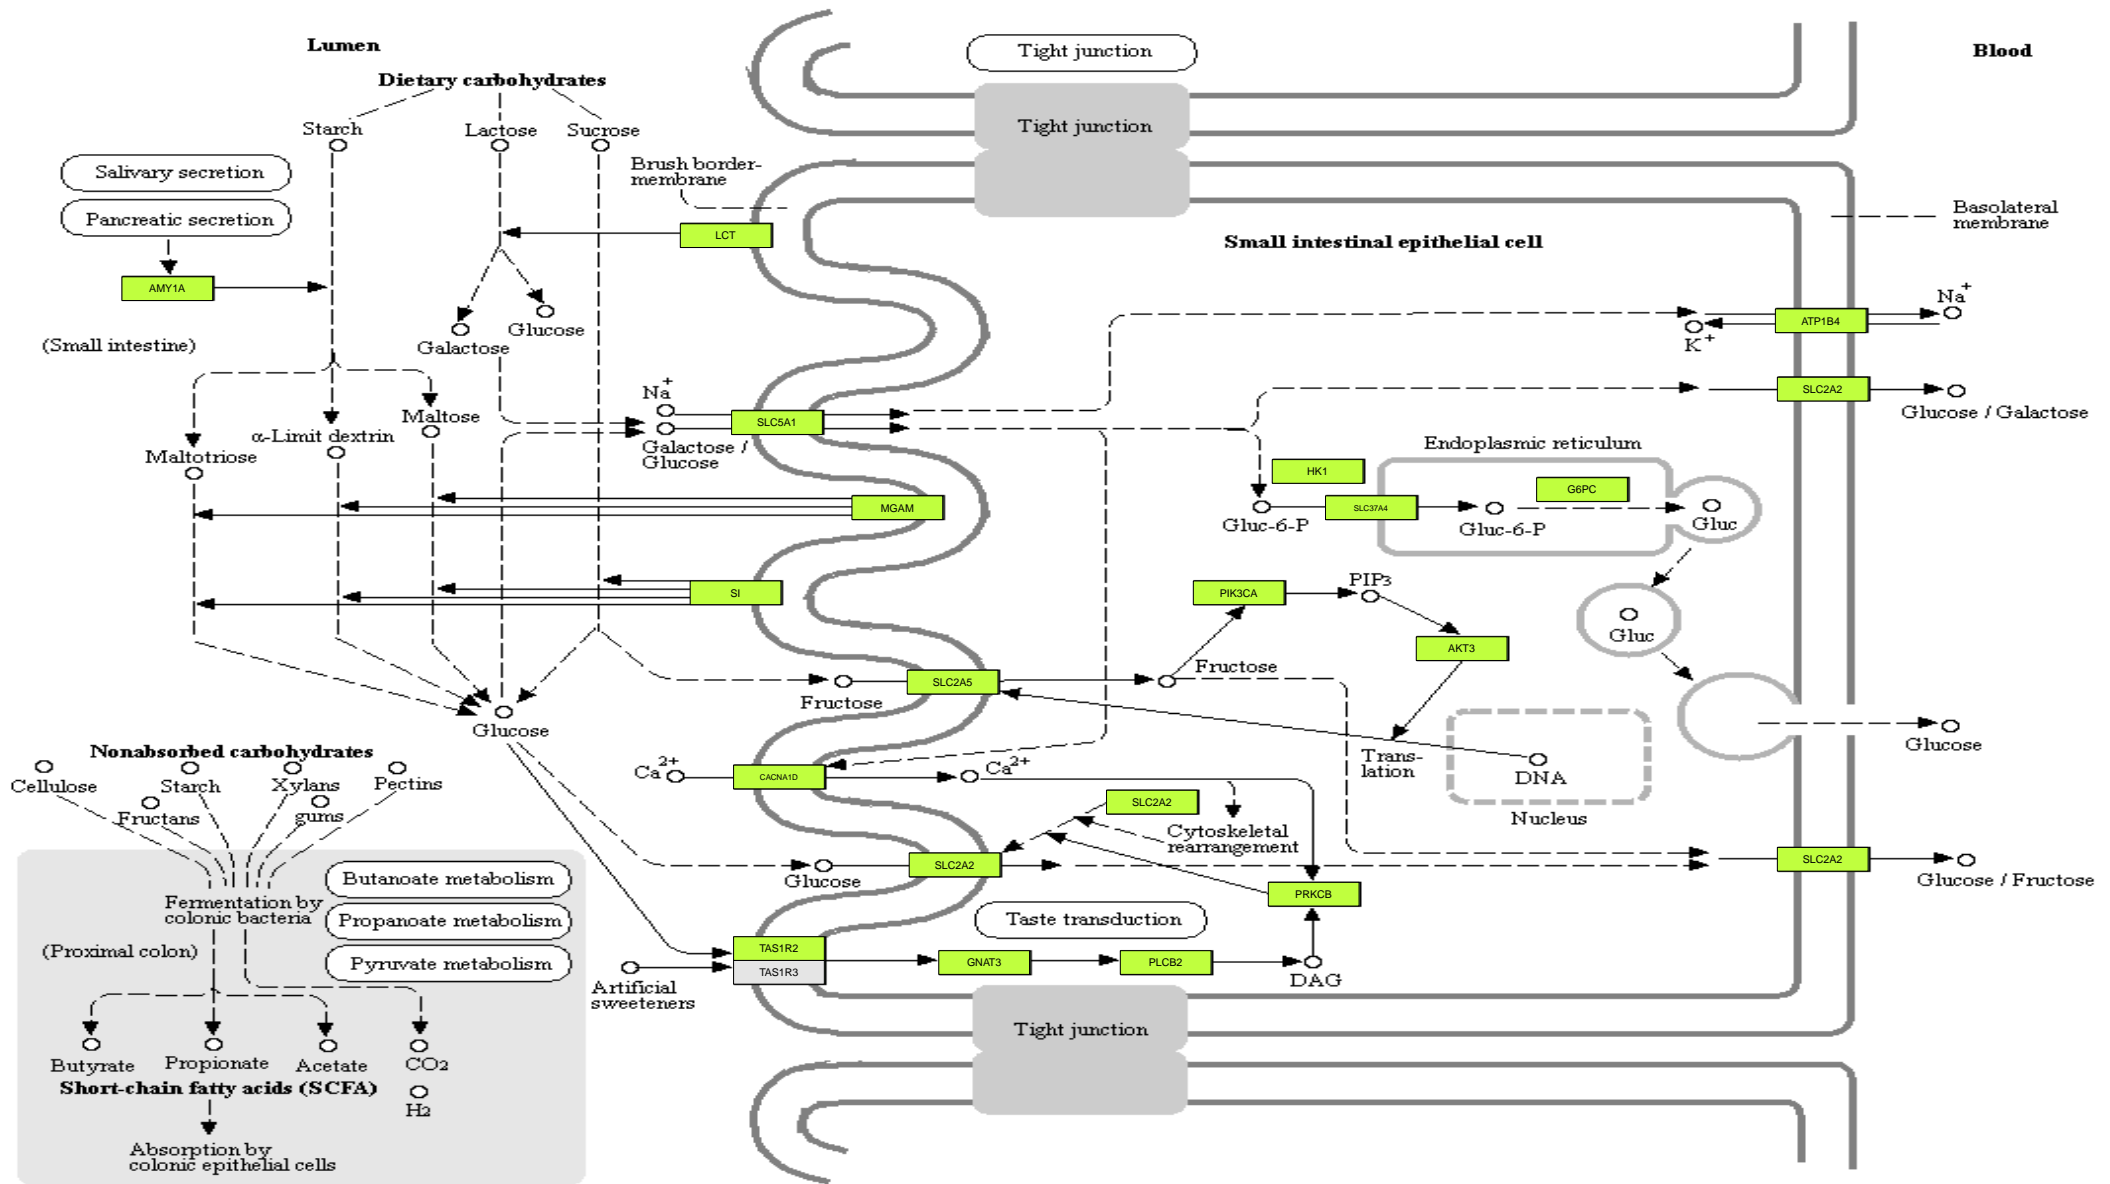 Lumen
Dietary carbohydrates
Starch
Lactose
Sucrose
Salivary secretion
Pancreatic secretion
AMY1A
(Small intestine)
Brush border-
membrane
LCT
Galactose
Glucose
Maltotriose
α-Limit dextrin
Maltose
Na+
Galactose /
Glucose
SLC5A1
MGAM
SI
Glucose
Fructose
SLC2A5
Fructose
Ca2+
CACNA1D
Ca2+
Glucose
SLC2A2
SLC2A2
Cytoskeletal
rearrangement
PRKCB
Taste transduction
TAS1R2
TAS1R3
Artificial
sweeteners
GNAT3
PLCB2
DAG
Tight junction
Tight junction
Tight junction
Small intestinal epithelial cell
Blood
Basolateral
membrane
Na+
K+
ATP1B4
SLC2A2
Glucose / Galactose
Endoplasmic reticulum
HK1
G6PC
SLC37A4
Gluc-6-P
Gluc-6-P
Gluc
Gluc
PIK3CA
PIP3
AKT3
Trans-
lation
DNA
Nucleus
Glucose
SLC2A2
Glucose / Fructose
Nonabsorbed carbohydrates
Cellulose
Starch
Xylans
Pectins
Fructans
gums
Fermentation by
colonic bacteria
(Proximal colon)
Butanoate metabolism
Propanoate metabolism
Pyruvate metabolism
Butyrate
Propionate
Acetate
CO2
H2
Short-chain fatty acids (SCFA)
Absorption by
colonic epithelial cells